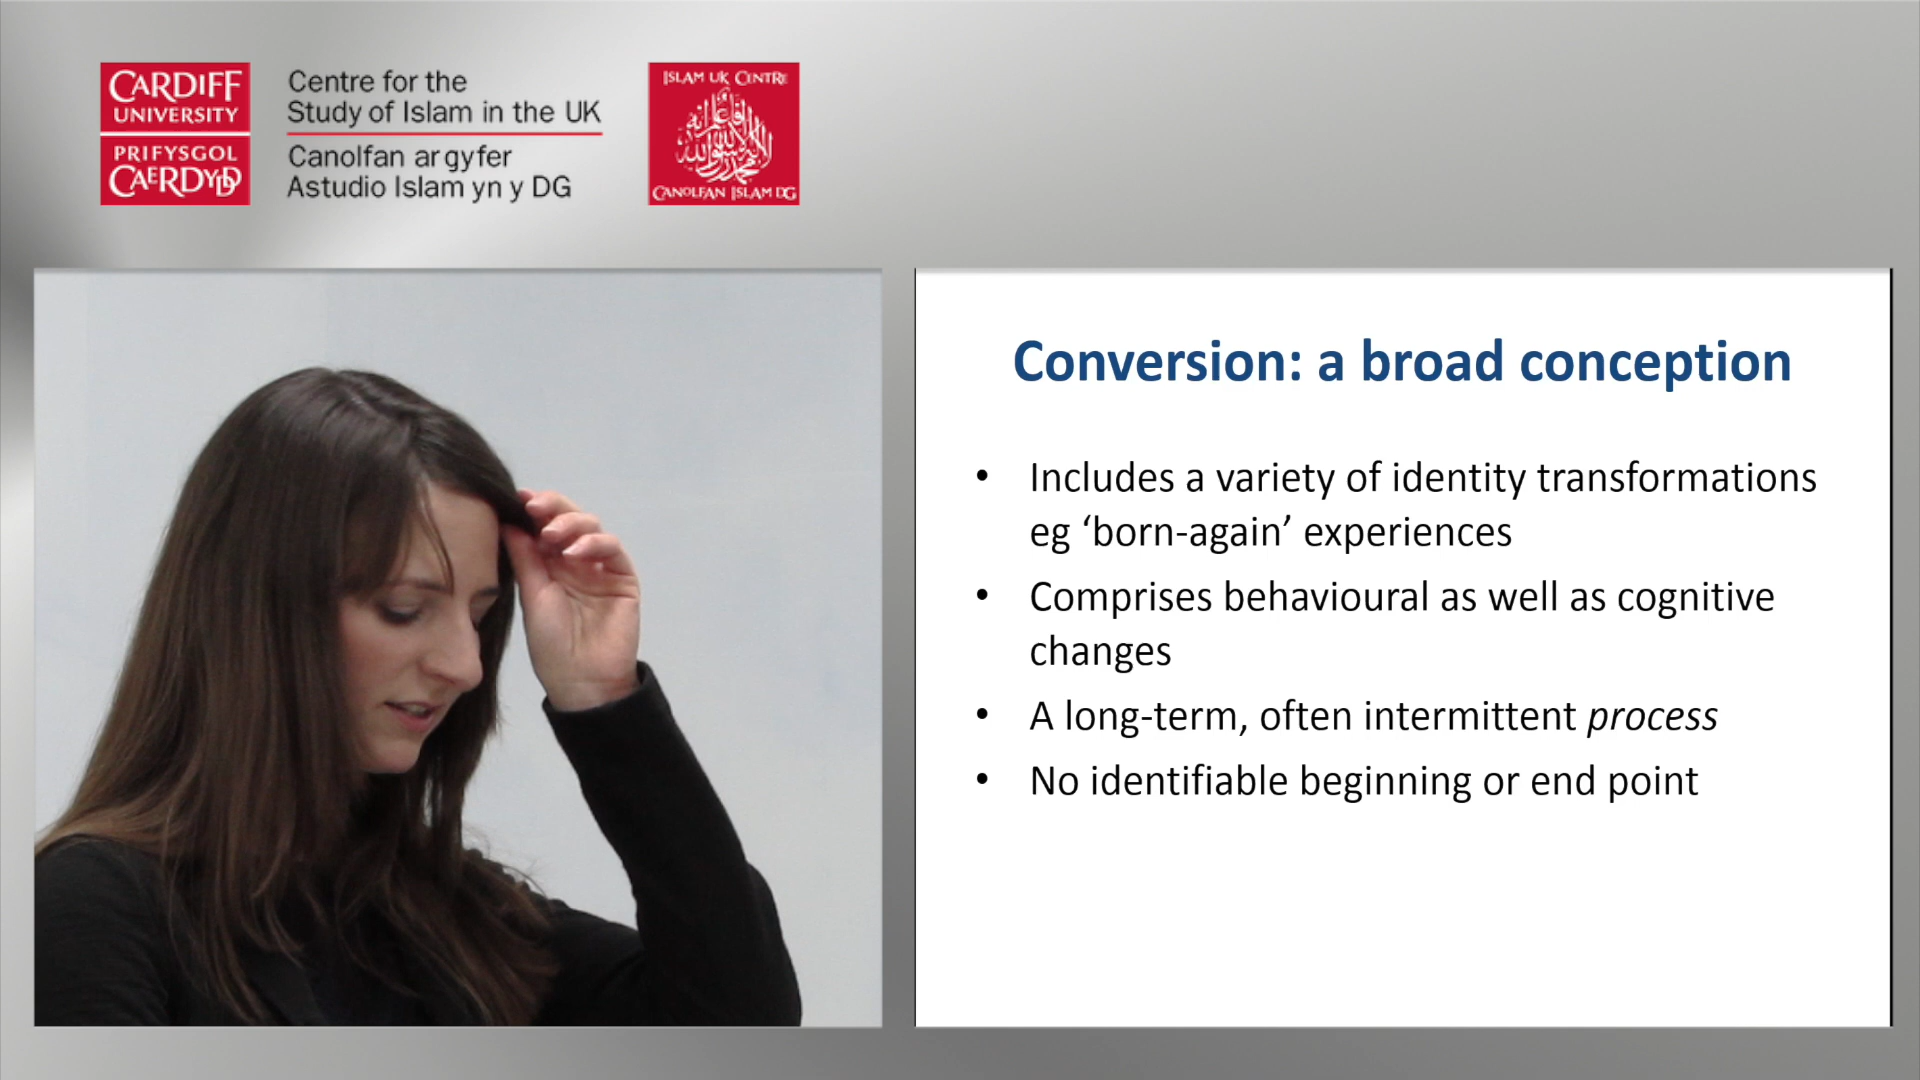 CARDIFF
UNIVERSITY
PRIFYSGOL
CAERDYDD
Centre for the
Study of Islam in the UK
Canolfan ar gyfer
Astudio Islam yn y DG
ISLAM UK CENTRE
CANOLFAN ISLAM DG
Conversion: a broad conception
• Includes a variety of identity transformations
eg ‘born-again’ experiences
• Comprises behavioural as well as cognitive
changes
• A long-term, often intermittent process
• No identifiable beginning or end point